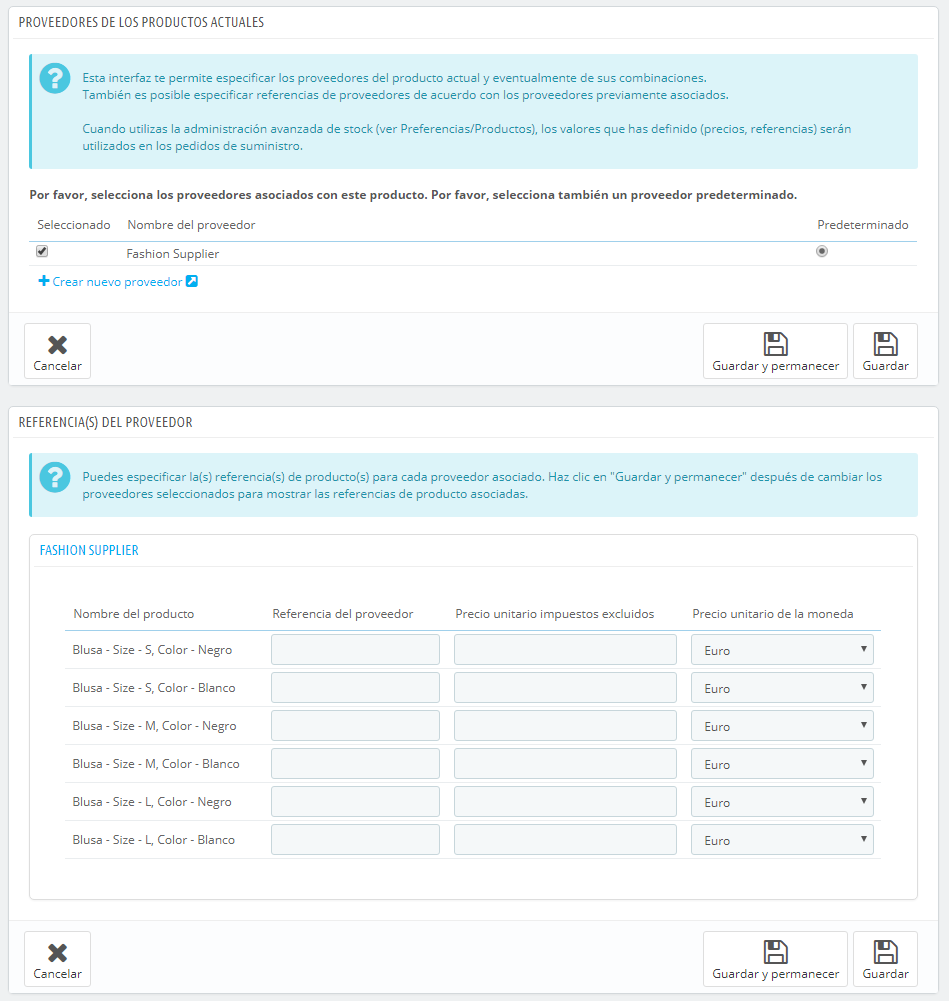 PROVEEDORES DE LOS PRODUCTOS ACTUALES
Esta interfaz te permite especificar los proveedores del producto actual y eventualmente de sus combinaciones.
También es posible especificar referencias de proveedores de acuerdo con los proveedores previamente asociados.
Cuando utilizas la administración avanzada de stock (ver Preferencias/Productos), los valores que has definido (precios, referencias) serán
utilizados en los pedidos de suministro.
Por favor, selecciona los proveedores asociados con este producto. Por favor, selecciona también un proveedor predeterminado.
Seleccionado Nombre del proveedor Predeterminado
Fashion Supplier
Crear nuevo proveedor
Cancelar Guardar y permanecer Guardar
REFERENCIA(S) DEL PROVEEDOR
Puedes especificar la(s) referencia(s) de producto(s) para cada proveedor asociado. Haz clic en "Guardar y permanecer" después de cambiar los
proveedores seleccionados para mostrar las referencias de producto asociadas.
FASHION SUPPLIER
Nombre del producto Referencia del proveedor Precio unitario impuestos excluidos Precio unitario de la moneda
Blusa - Size - S, Color - Negro Euro
Blusa - Size - S, Color - Blanco Euro
Blusa - Size - M, Color - Negro Euro
Blusa - Size - M, Color - Blanco Euro
Blusa - Size - L, Color - Negro Euro
Blusa - Size - L, Color - Blanco Euro
Cancelar Guardar y permanecer Guardar